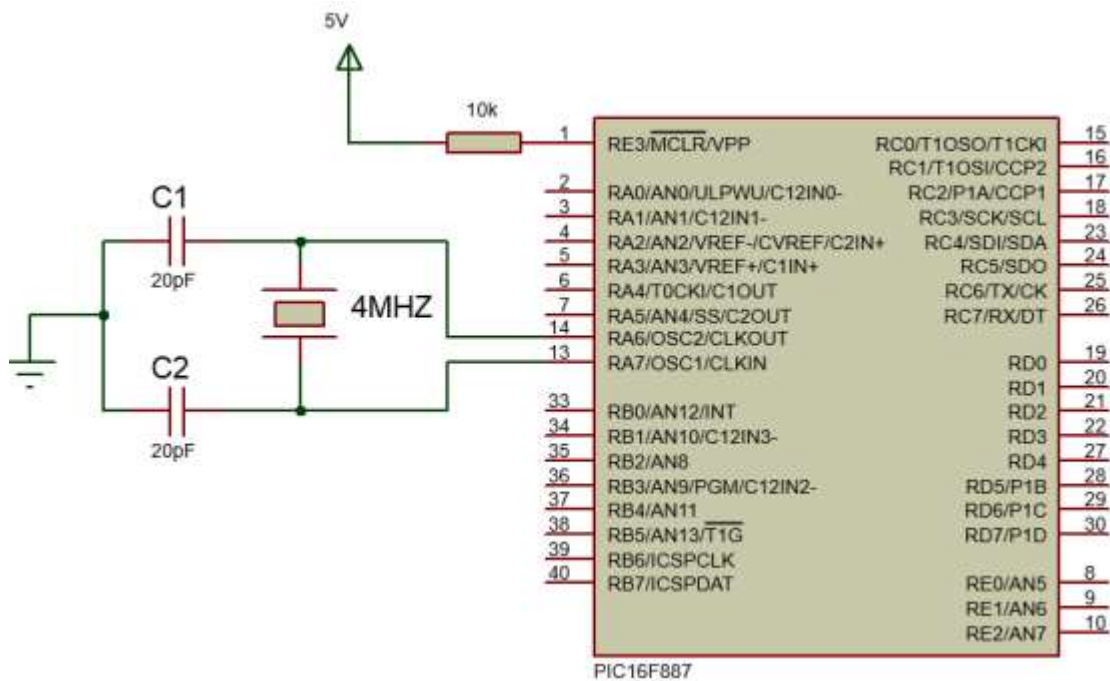 5V
10k
1 RE3/MCLR/VPP RC0/T1OSO/T1CKI 15
RC1/T1OSI/CCP2 16
2 RA0/AN0/ULPWU/C12IN0- RC2/P1A/CCP1 17
3 RA1/AN1/C12IN1- RC3/SCK/SCL 18
4 RA2/AN2/VREF-/CVREF/C2IN+ RC4/SDI/SDA 23
5 RA3/AN3/VREF+/C1IN+ RC5/SDO 24
6 RA4/T0CKI/C1OUT RC6/TX/CK 25
7 RA5/AN4/SS/C2OUT RC7/RX/DT 26
14 RA6/OSC2/CLKOUT
13 RA7/OSC1/CLKIN RD0 19
RD1 20
33 RB0/AN12/INT RD2 21
34 RB1/AN10/C12IN3- RD3 22
35 RB2/AN8 RD4 27
36 RB3/AN9/PGM/C12IN2- RD5/P1B 28
37 RB4/AN11 RD6/P1C 29
38 RB5/AN13/T1G RD7/P1D 30
39 RB6/ICSPCLK
40 RB7/ICSPDAT RE0/AN5 8
RE1/AN6 9
RE2/AN7 10
PIC16F887
C1
20pF
4MHZ
C2
20pF